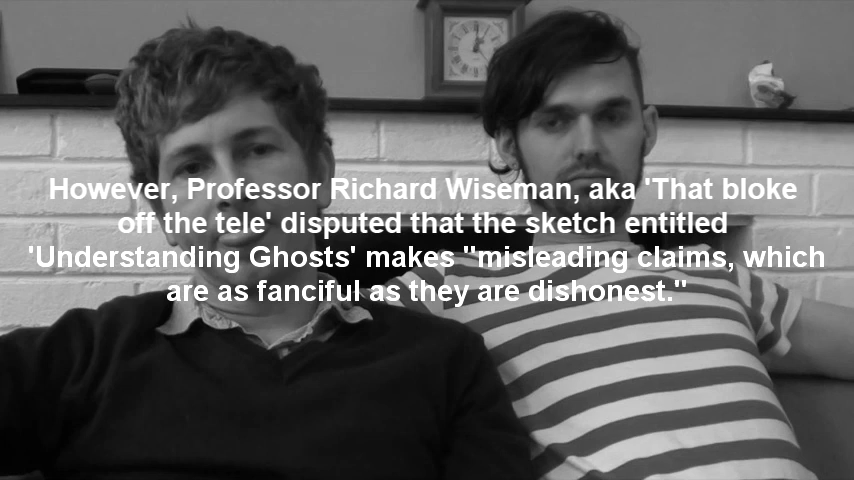 However, Professor Richard Wiseman, aka 'That bloke
off the tele' disputed that the sketch entitled
'Understanding Ghosts' makes "misleading claims, which
are as fanciful as they are dishonest."